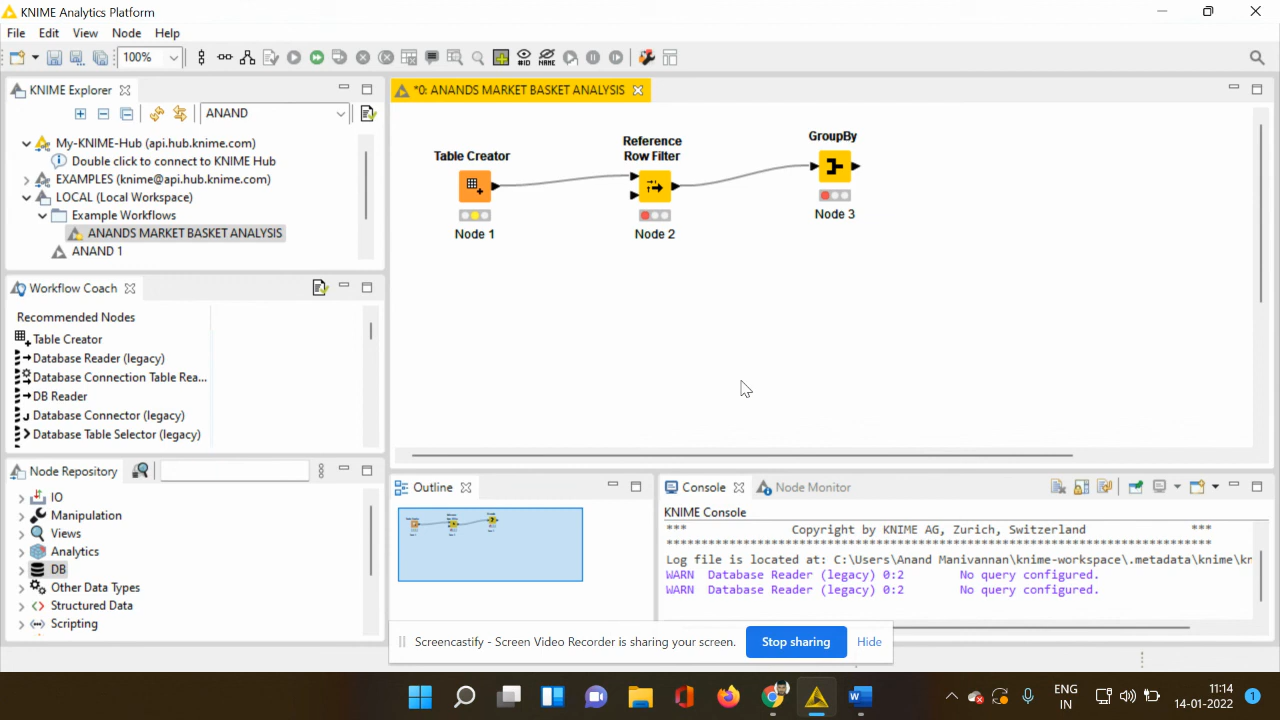 KNIME Analytics Platform
File Edit View Node Help
100%
KNIME Explorer
ANAND
My-KNIME-Hub (api.hub.knime.com)
Double click to connect to KNIME Hub
EXAMPLES (knime@api.hub.knime.com)
LOCAL (Local Workspace)
Example Workflows
ANANDS MARKET BASKET ANALYSIS
ANAND 1
Workflow Coach
Recommended Nodes
Table Creator
Database Reader (legacy)
Database Connection Table Rea...
DB Reader
Database Connector (legacy)
Database Table Selector (legacy)
Node Repository
IO
Manipulation
Views
Analytics
DB
Other Data Types
Structured Data
Scripting
*0: ANANDS MARKET BASKET ANALYSIS
Table Creator
Node 1
Reference
Row Filter
Node 2
GroupBy
Node 3
Outline
Console Node Monitor
KNIME Console
*** Copyright by KNIME AG, Zurich, Switzerland ***
Log file is located at: C:\Users\Anand Manivannan\knime-workspace\.metadata\knime\kn
WARN Database Reader (legacy) 0:2 No query configured.
WARN Database Reader (legacy) 0:2 No query configured.
Screencastify - Screen Video Recorder is sharing your screen. Stop sharing Hide
ENG
IN
11:14
14-01-2022
1